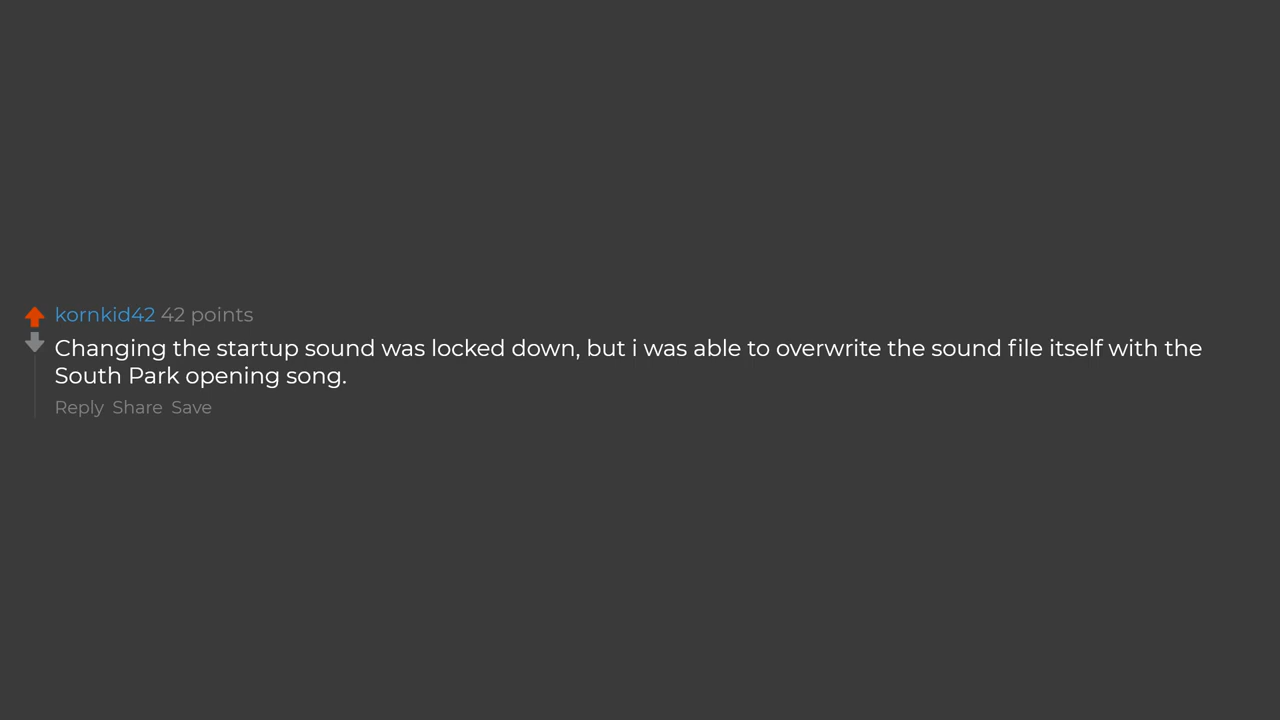 kornkid42 42 points
Changing the startup sound was locked down, but i was able to overwrite the sound file itself with the
South Park opening song.
Reply Share Save